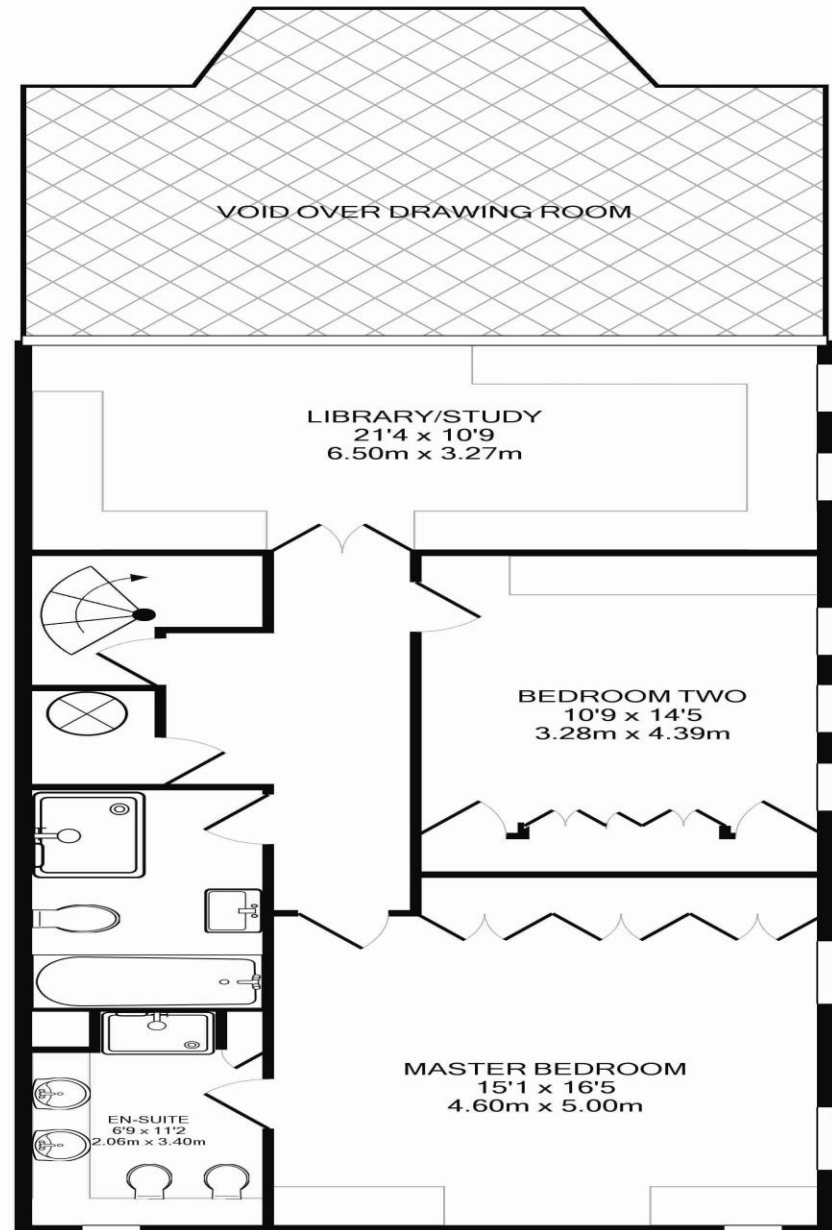 VOID OVER DRAWING ROOM
LIBRARY/STUDY
21'4 x 10'9
6.50m x 3.27m
BEDROOM TWO
10'9 x 14'5
3.28m x 4.39m
MASTER BEDROOM
15'1 x 16'5
4.60m x 5.00m
EN-SUITE
6'9 x 11'2
2.06m x 3.40m